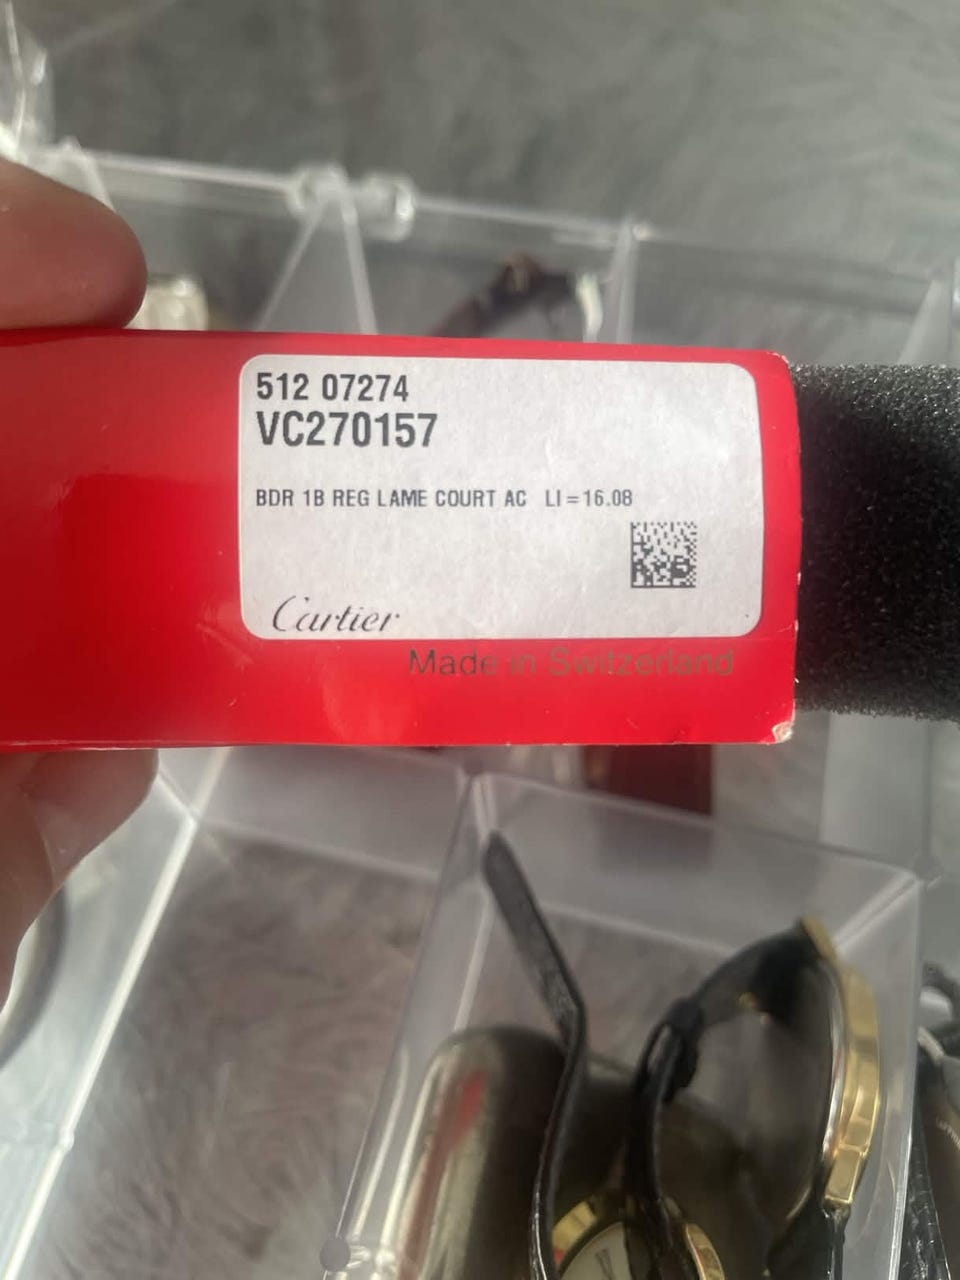 512 07274
VC270157
BDR 1B REG LAME COURT AC LI=16.08
Cartier
Made in Switzerland